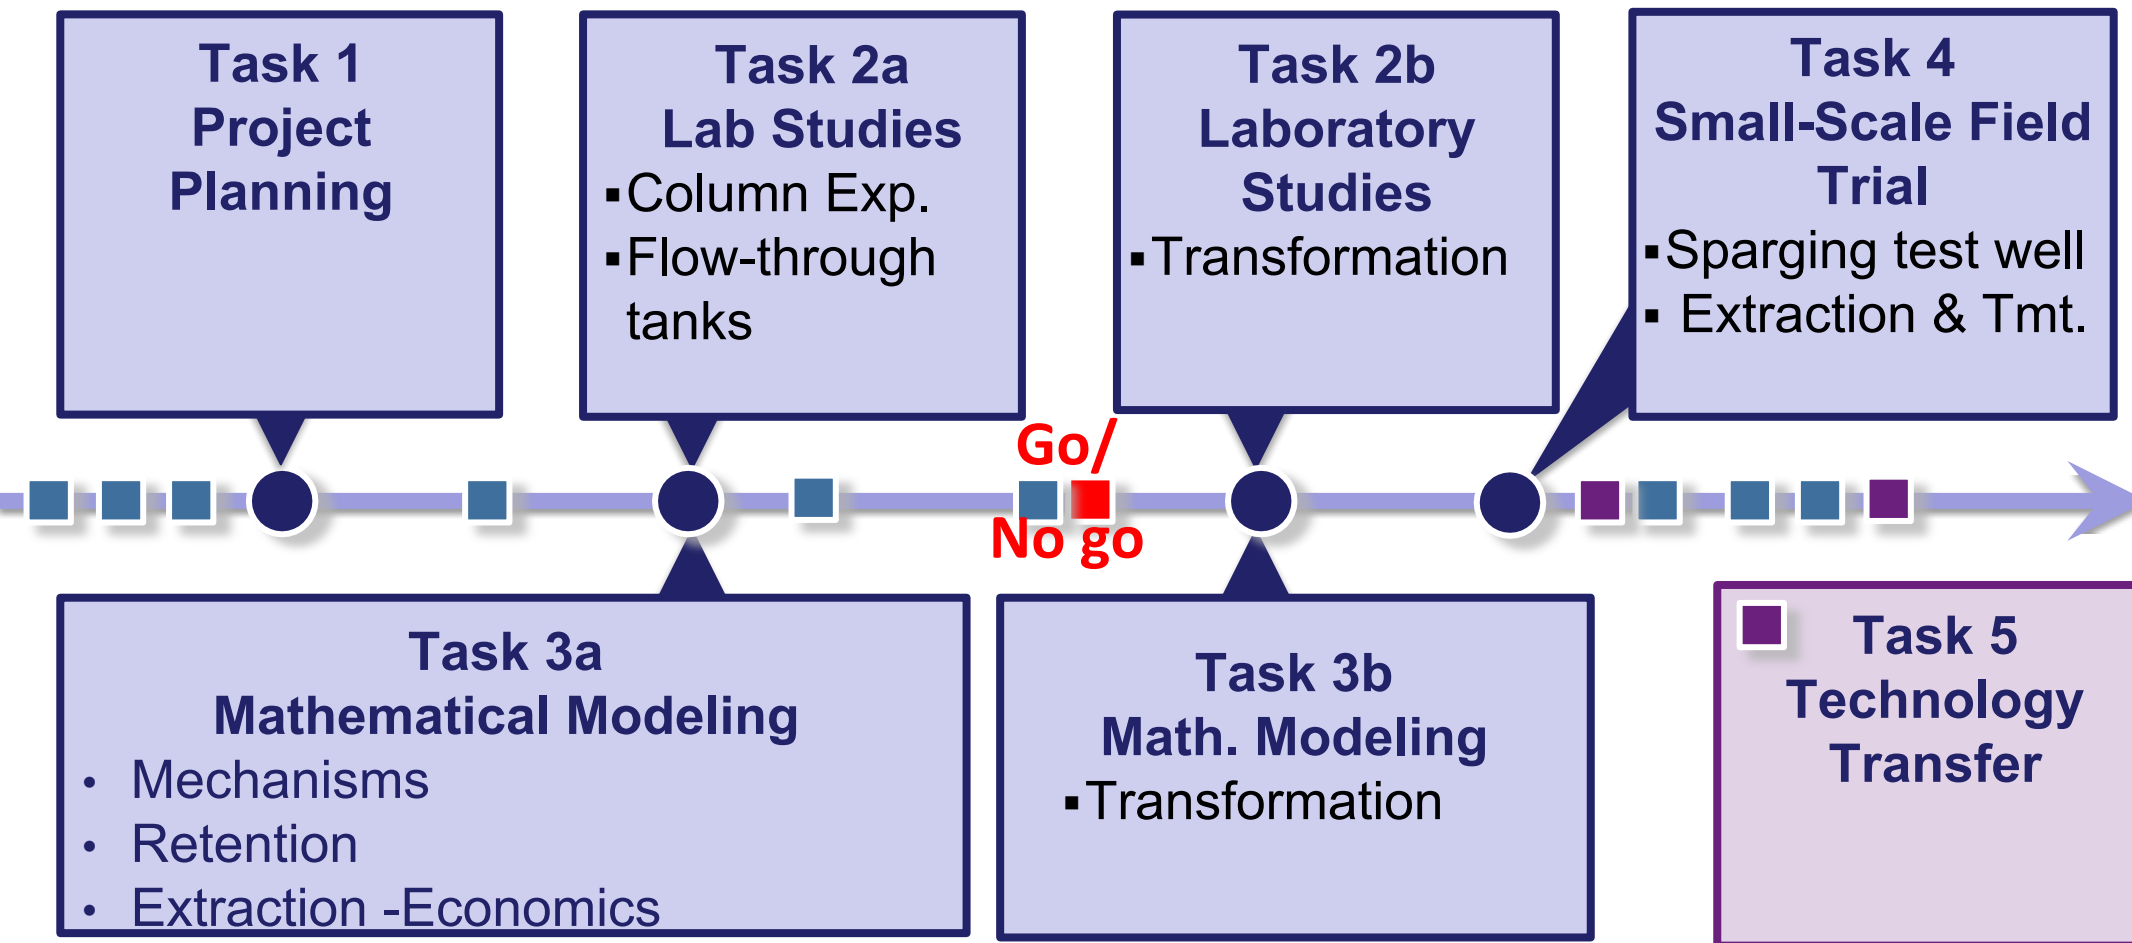 Task 1
Project
Planning
Task 2a
Lab Studies
▪Column Exp.
▪Flow-through
tanks
Task 2b
Laboratory
Studies
▪Transformation
Task 4
Small-Scale Field
Trial
▪Sparging test well
▪ Extraction & Tmt.
Go/
No go
Task 3a
Mathematical Modeling
• Mechanisms
• Retention
• Extraction -Economics
Task 3b
Math. Modeling
▪Transformation
Task 5
Technology
Transfer